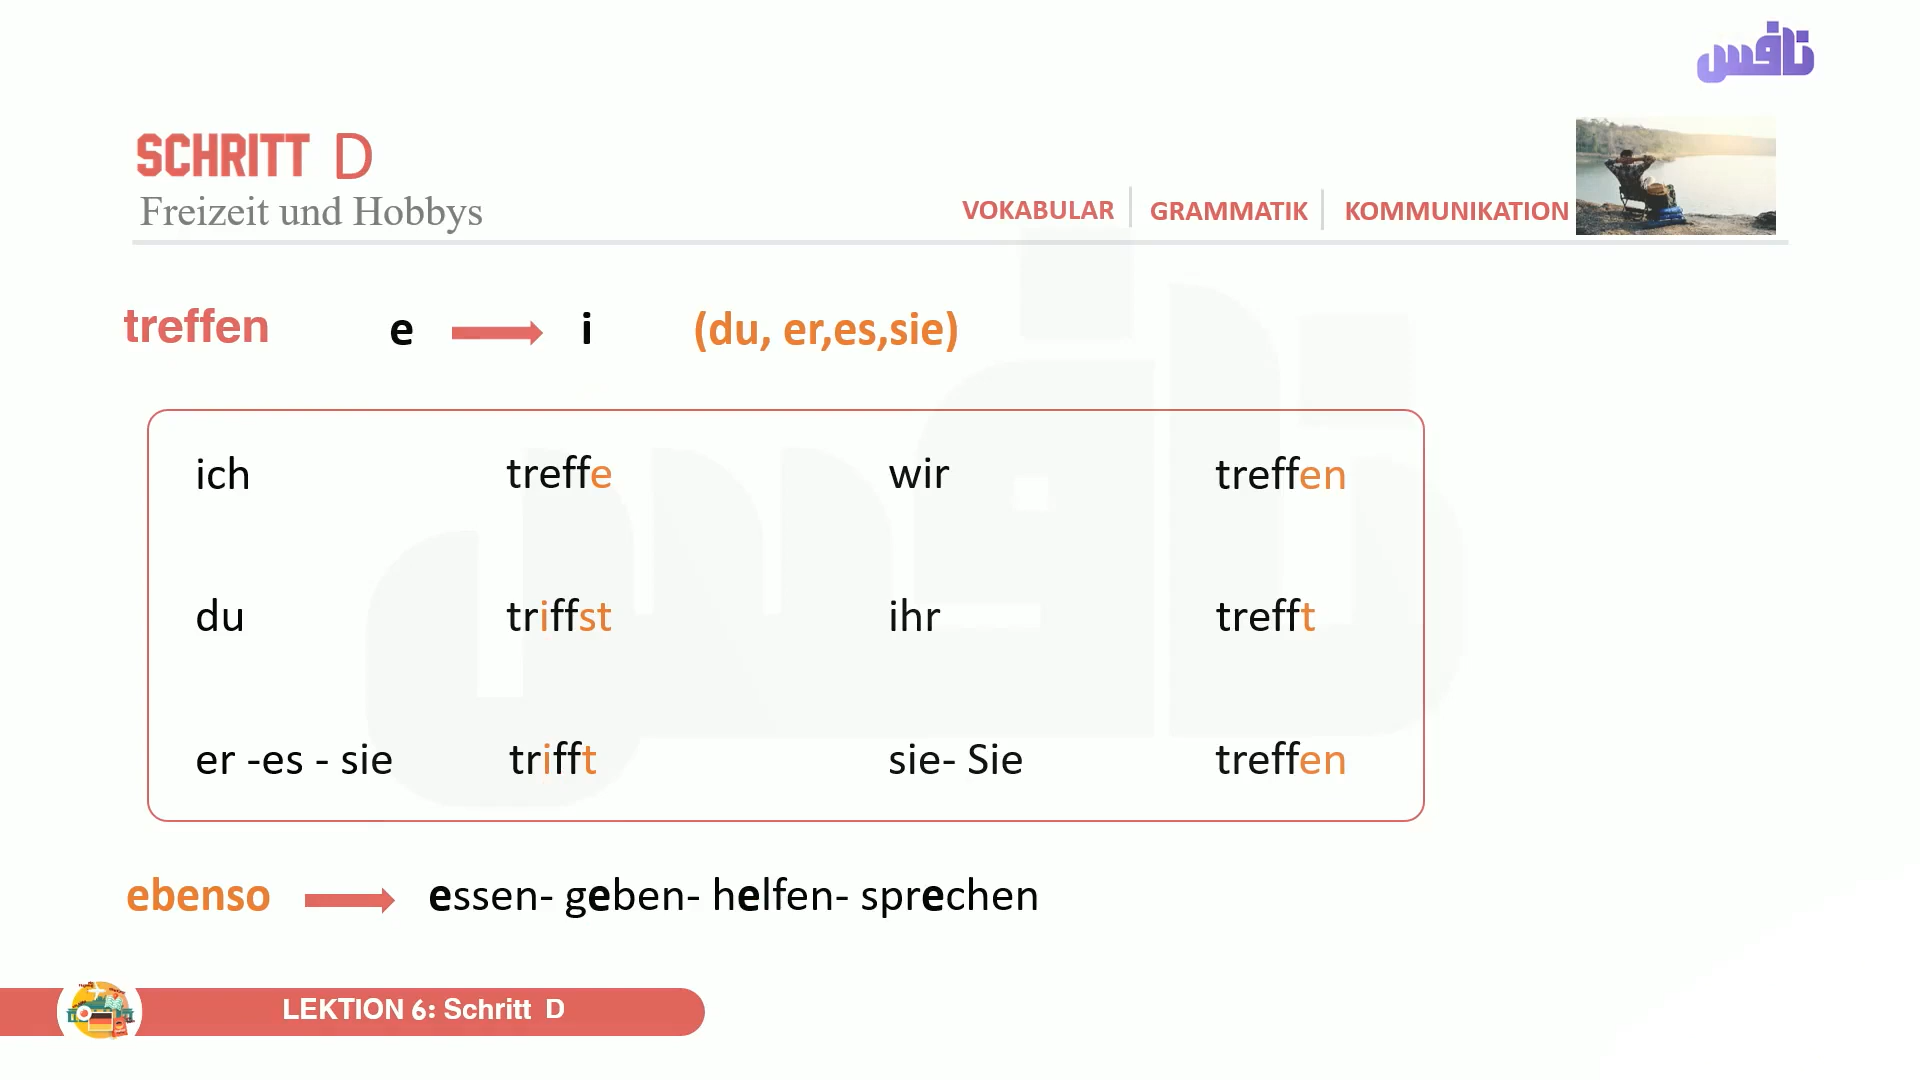 نافس
SCHRITT D
Freizeit und Hobbys
VOKABULAR GRAMMATIK KOMMUNIKATION
treffen e i (du, er,es,sie)
ich treffe wir treffen
du triffst ihr trefft
er -es - sie trifft sie- Sie treffen
ebenso essen- geben- helfen- sprechen
LEKTION 6: Schritt D